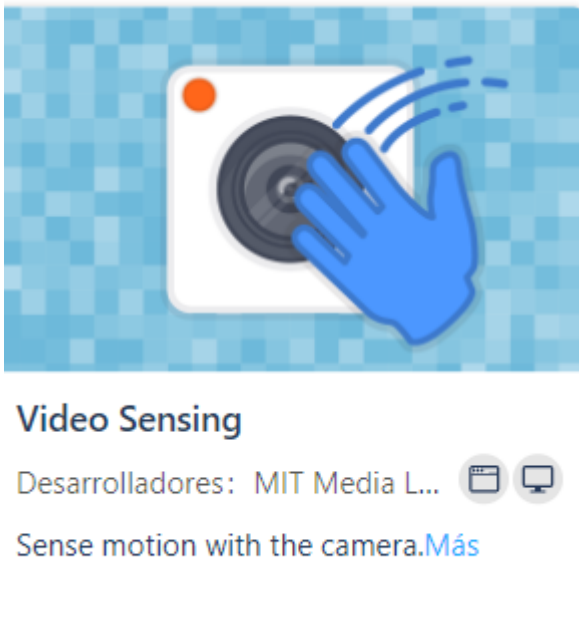 Video Sensing
Desarrolladores: MIT Media L...
Sense motion with the camera.Más